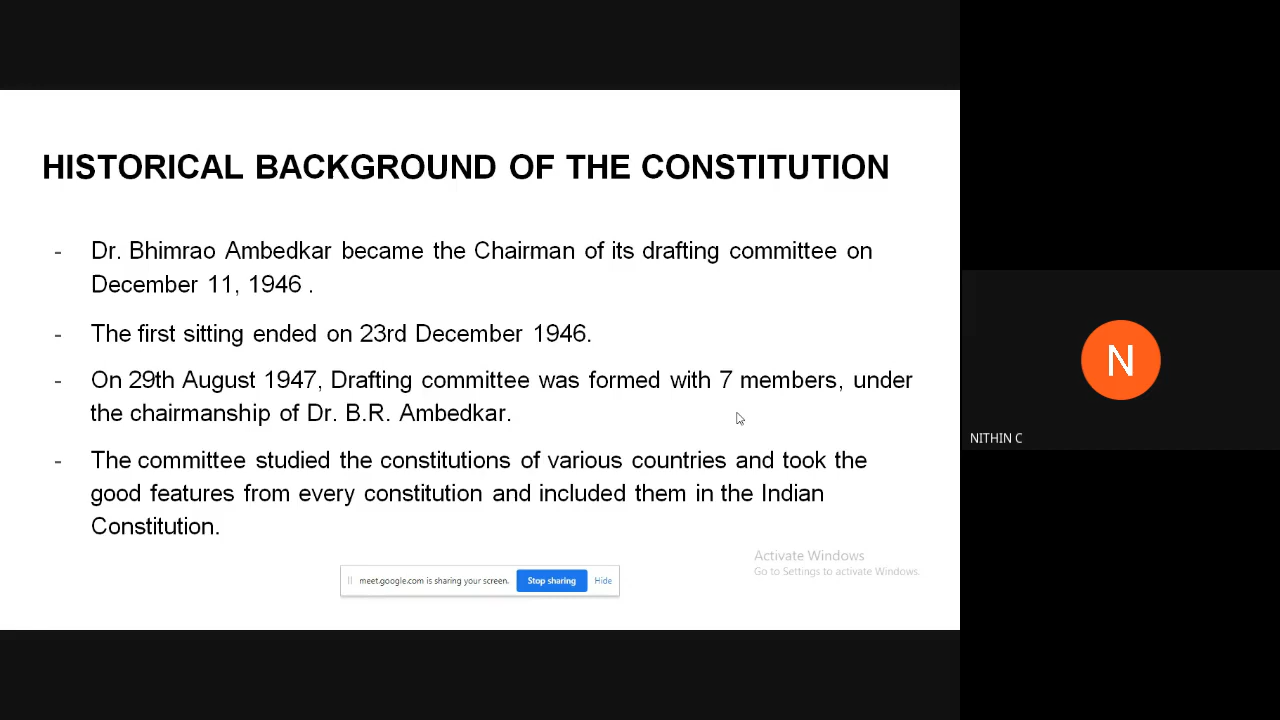 HISTORICAL BACKGROUND OF THE CONSTITUTION
- Dr. Bhimrao Ambedkar became the Chairman of its drafting committee on
December 11, 1946 .
- The first sitting ended on 23rd December 1946.
- On 29th August 1947, Drafting committee was formed with 7 members, under
the chairmanship of Dr. B.R. Ambedkar.
- The committee studied the constitutions of various countries and took the
good features from every constitution and included them in the Indian
Constitution.
Activate Windows
Go to Settings to activate Windows.
meet.google.com is sharing your screen. Stop sharing Hide
N
NITHIN C